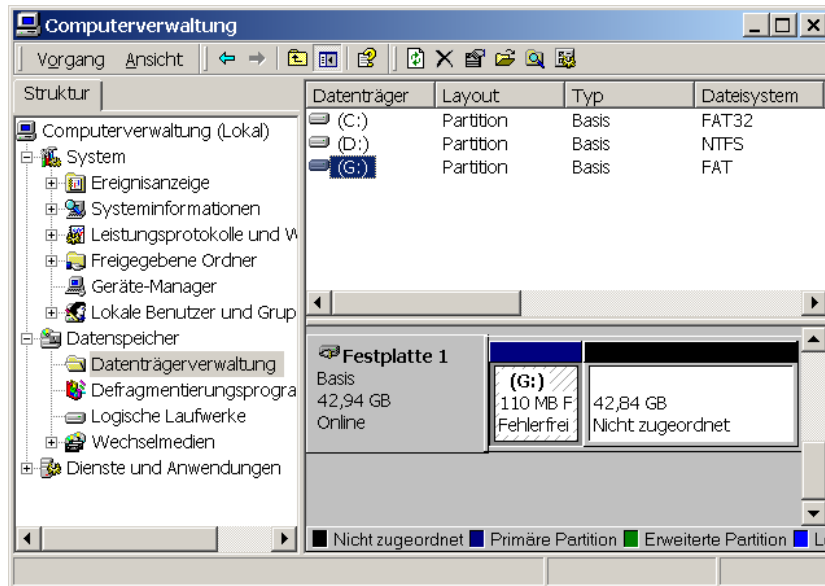 Computerverwaltung
Vorgang Ansicht
Struktur
Computerverwaltung (Lokal)
System
Ereignisanzeige
Systeminformationen
Leistungsprotokolle und W
Freigegebene Ordner
Geräte-Manager
Lokale Benutzer und Grup
Datenspeicher
Datenträgerverwaltung
Defragmentierungsprogra
Logische Laufwerke
Wechselmedien
Dienste und Anwendungen
Datenträger Layout Typ Dateisystem
(C:) Partition Basis FAT32
(D:) Partition Basis NTFS
(G:) Partition Basis FAT
Festplatte 1
Basis
42,94 GB
Online
(G:)
110 MB F
Fehlerfrei
42,84 GB
Nicht zugeordnet
Nicht zugeordnet Primäre Partition Erweiterte Partition L